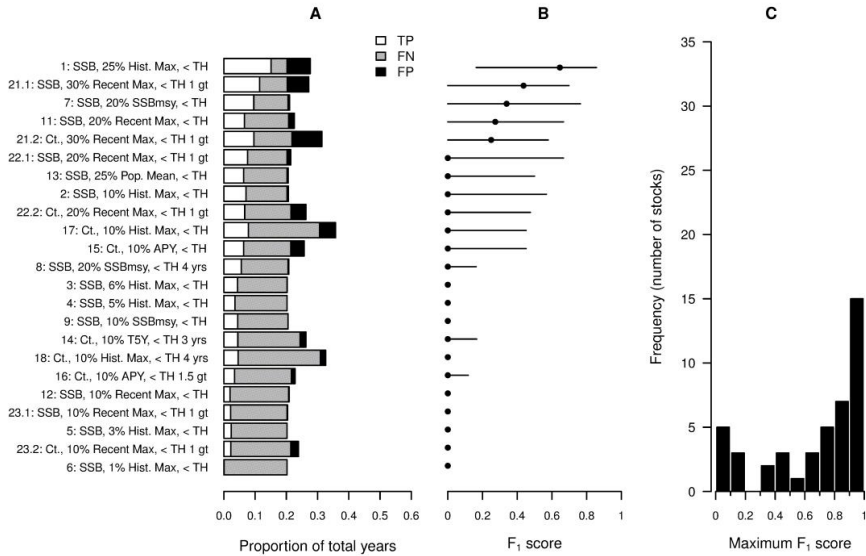 A
B
C
TP
FN
FP
1: SSB, 25% Hist. Max, < TH
21.1: SSB, 30% Recent Max, < TH 1 gt
7: SSB, 20% SSBmsy, < TH
11: SSB, 20% Recent Max, < TH
21.2: Ct., 30% Recent Max, < TH 1 gt
22.1: SSB, 20% Recent Max, < TH 1 gt
13: SSB, 25% Pop. Mean, < TH
2: SSB, 10% Hist. Max, < TH
22.2: Ct., 20% Recent Max, < TH 1 gt
17: Ct., 10% Hist. Max, < TH
15: Ct., 10% APY, < TH
8: SSB, 20% SSBmsy, < TH 4 yrs
3: SSB, 6% Hist. Max, < TH
4: SSB, 5% Hist. Max, < TH
9: SSB, 10% SSBmsy, < TH
14: Ct., 10% T5Y, < TH 3 yrs
18: Ct., 10% Hist. Max, < TH 4 yrs
16: Ct., 10% APY, < TH 1.5 gt
12: SSB, 10% Recent Max, < TH
23.1: SSB, 10% Recent Max, < TH 1 gt
5: SSB, 3% Hist. Max, < TH
23.2: Ct., 10% Recent Max, < TH 1 gt
6: SSB, 1% Hist. Max, < TH
0.0 0.1 0.2 0.3 0.4 0.5 0.6
Proportion of total years
0 0.2 0.4 0.6 0.8 1
F₁ score
Frequency (number of stocks)
35
30
25
20
15
10
5
0
0 0.2 0.4 0.6 0.8 1
Maximum F₁ score